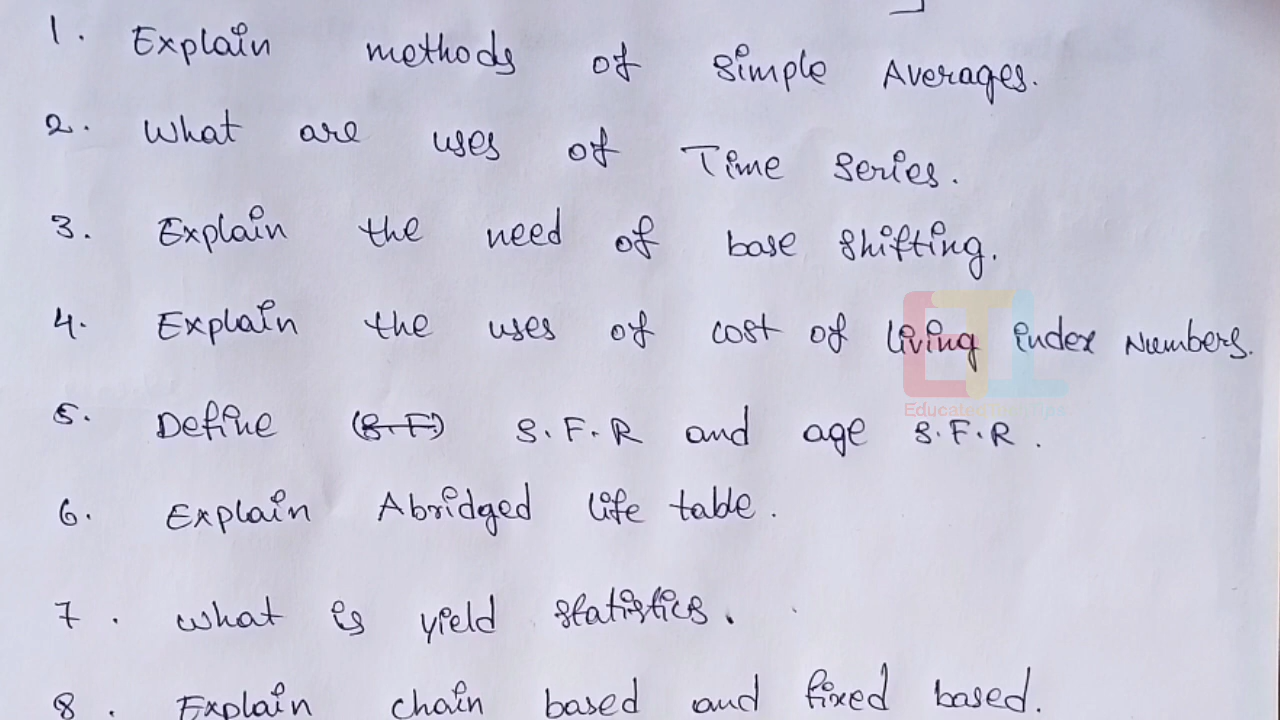 1. Explain methods of Simple Averages.
2. What are uses of Time Series.
3. Explain the need of base shifting.
4. Explain the uses of cost of living index Numbers.
5. Define (S.F) S.F.R and age S.F.R.
6. Explain Abridged life table.
7. What is yield statistics.
8. Explain chain based and fixed based.